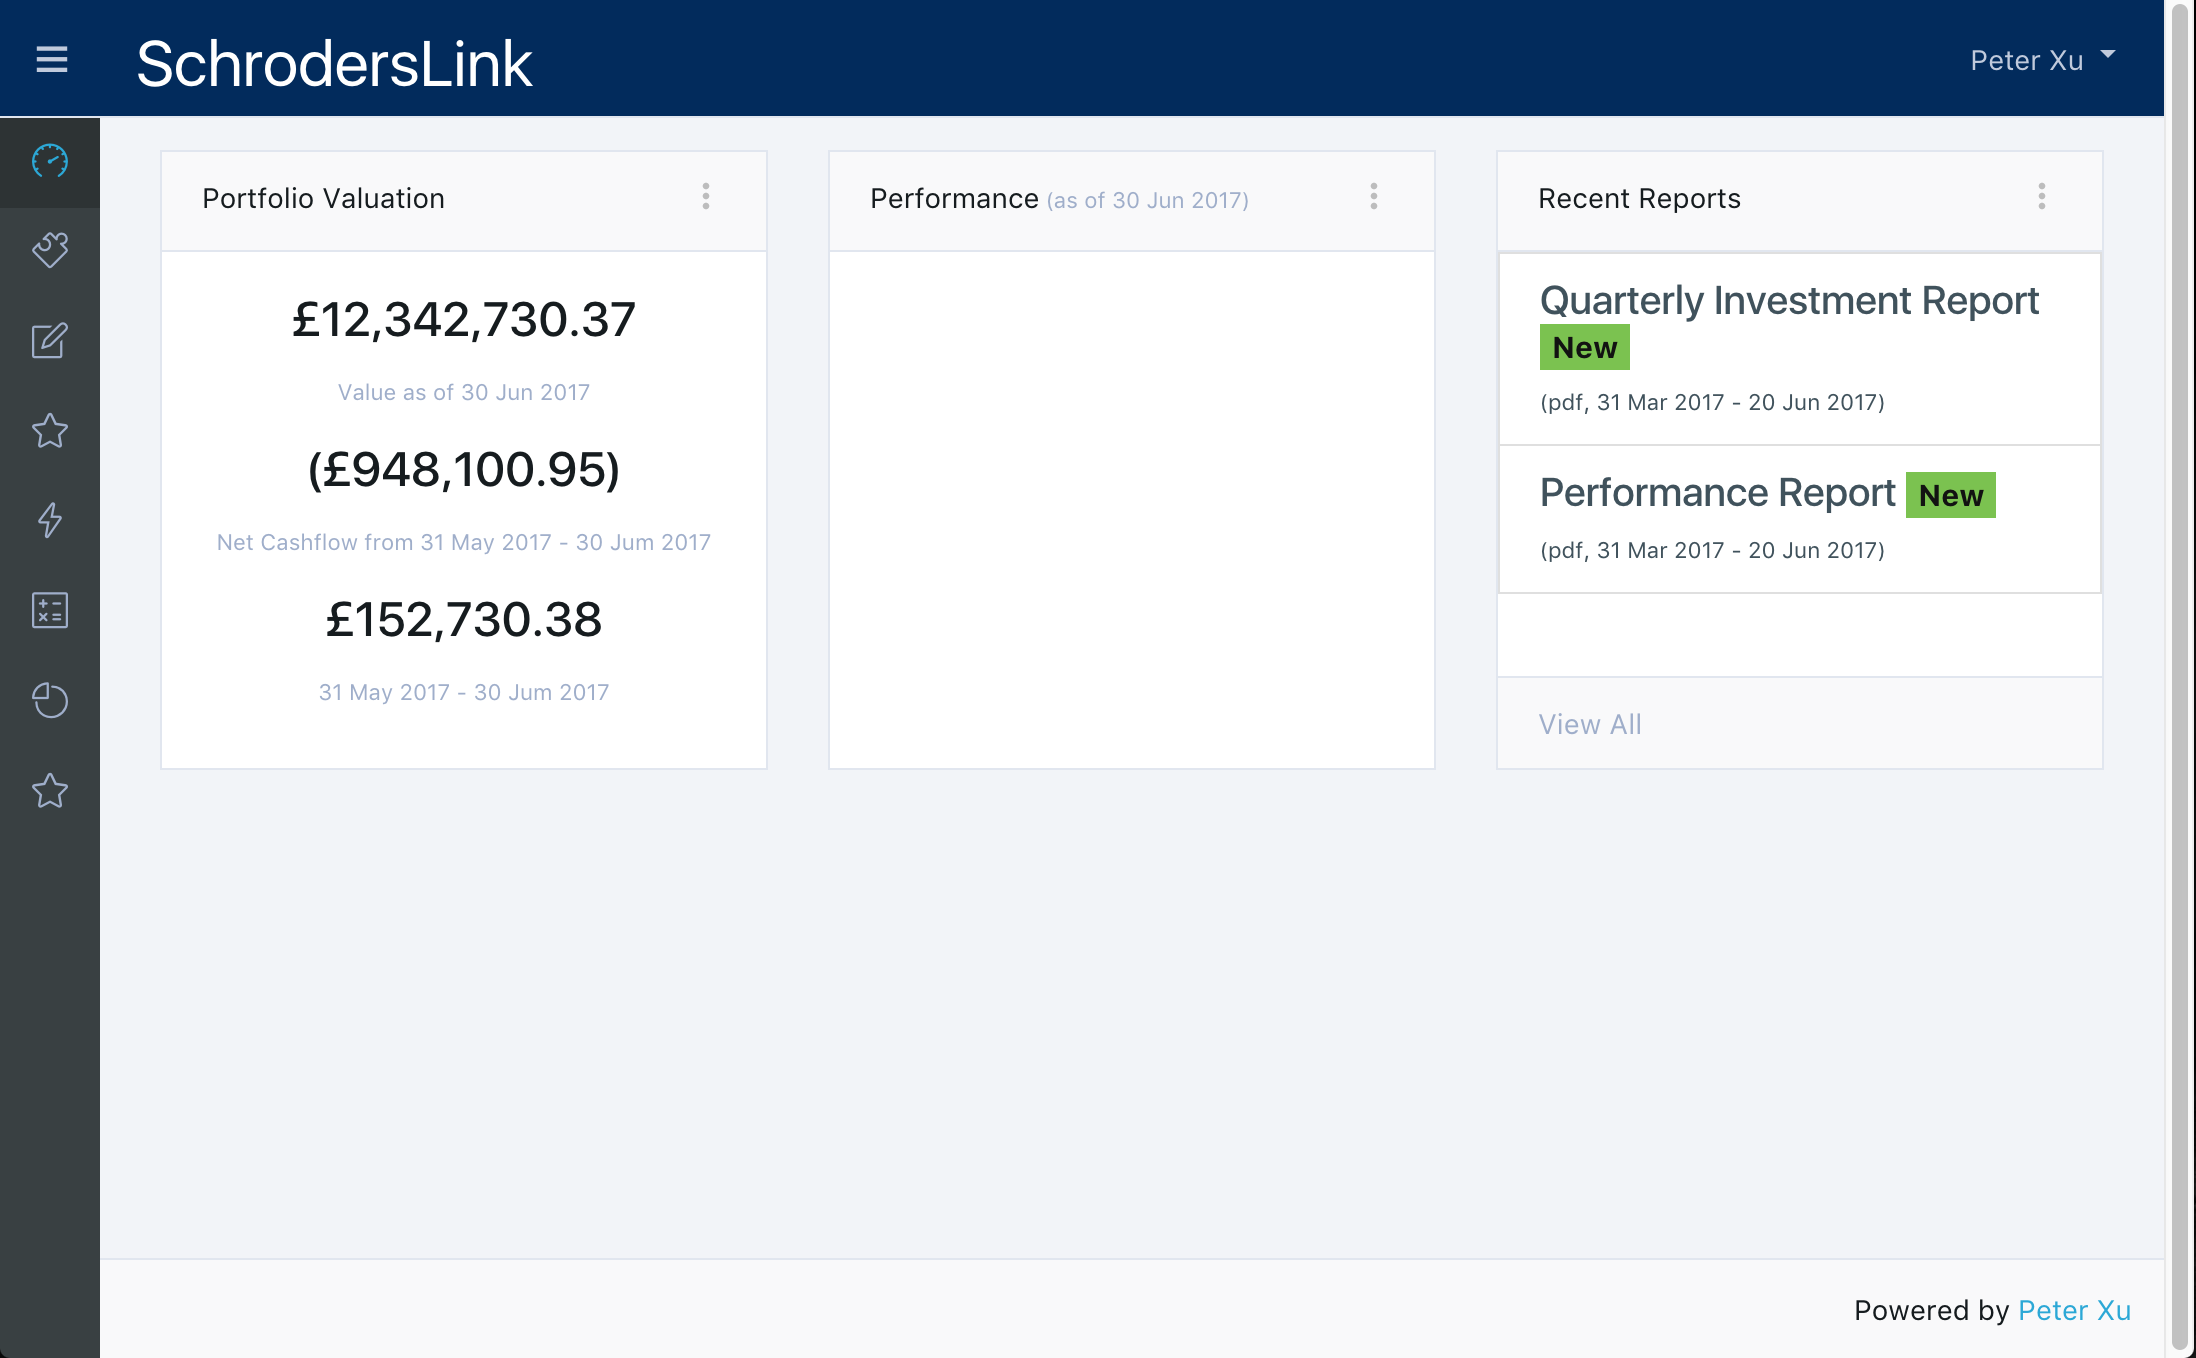 SchrodersLink
Peter Xu
Portfolio Valuation
£12,342,730.37
Value as of 30 Jun 2017
(£948,100.95)
Net Cashflow from 31 May 2017 - 30 Jum 2017
£152,730.38
31 May 2017 - 30 Jum 2017
Performance (as of 30 Jun 2017)
Recent Reports
Quarterly Investment Report
New
(pdf, 31 Mar 2017 - 20 Jun 2017)
Performance Report New
(pdf, 31 Mar 2017 - 20 Jun 2017)
View All
Powered by Peter Xu